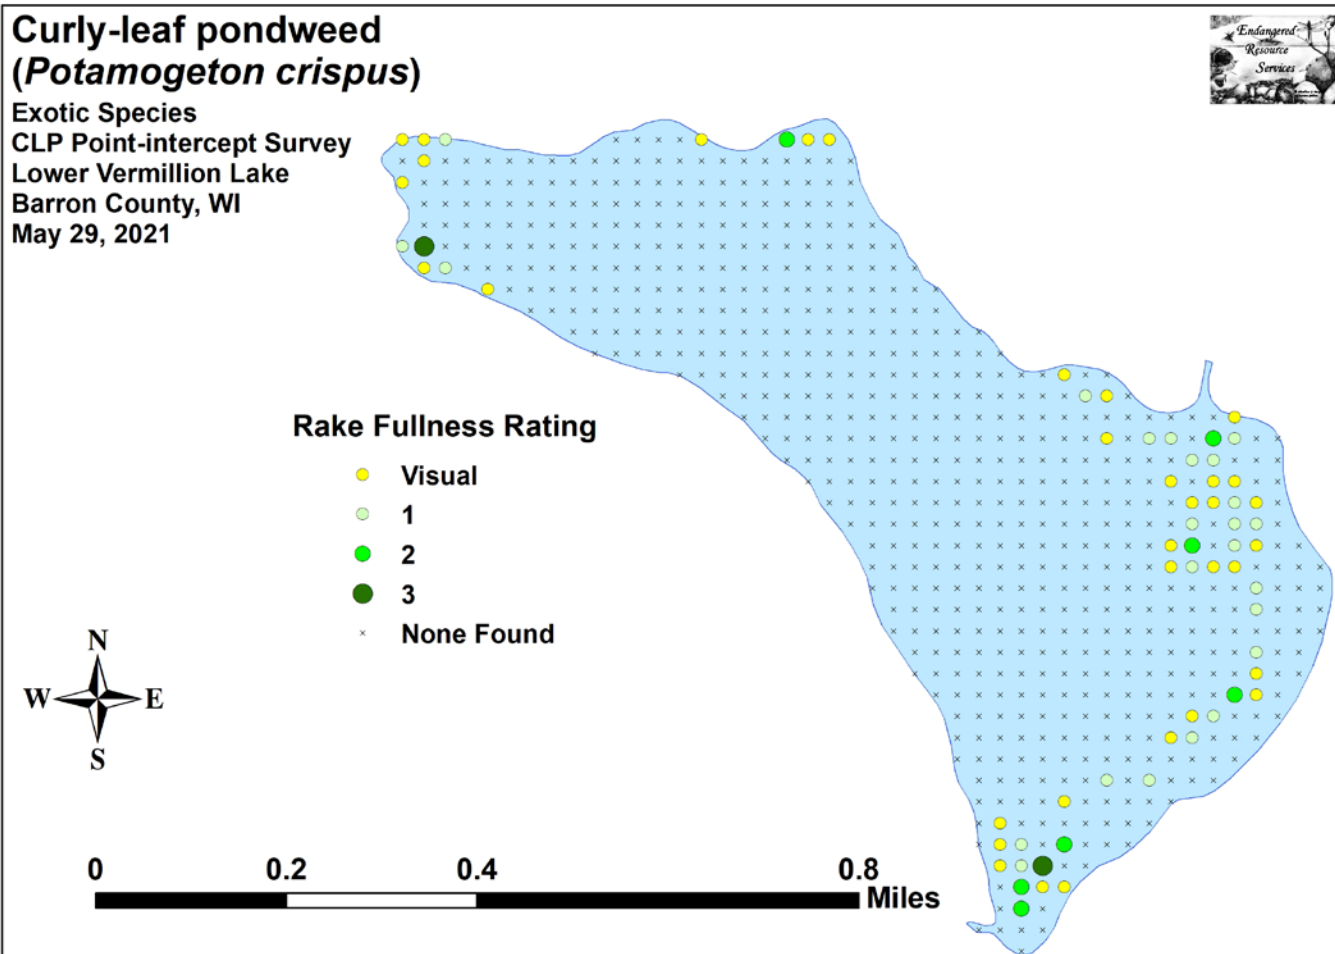 Curly-leaf pondweed
(Potamogeton crispus)
Exotic Species
CLP Point-intercept Survey
Lower Vermillion Lake
Barron County, WI
May 29, 2021
Endangered
Resource
Services
Rake Fullness Rating
Visual
1
2
3
None Found
N
W E
S
0 0.2 0.4 0.8
Miles